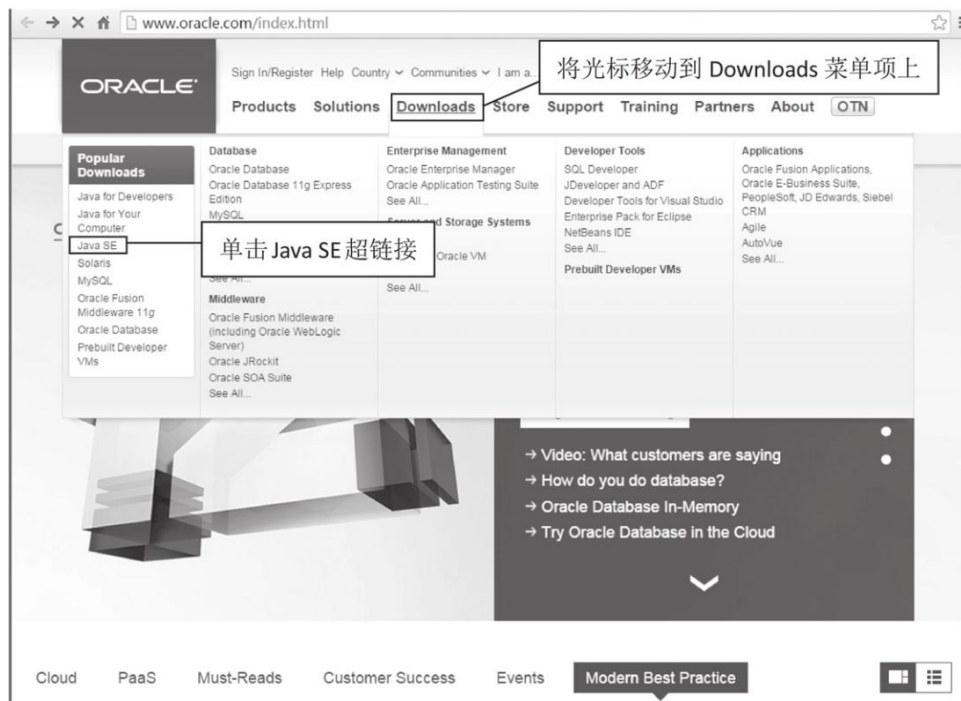 www.oracle.com/index.html
ORACLE
Sign In/Register Help Country Communities I am a...
将光标移动到 Downloads 菜单项上
Products Solutions Downloads Store Support Training Partners About OTN
Popular
Downloads
Java for Developers
Java for Your
Computer
Java SE
Solaris
MySQL
Oracle Fusion
Middleware 11g
Oracle Database
Prebuilt Developer
VMs
单击 Java SE 超链接
Database
Oracle Database
Oracle Database 11g Express
Edition
MySQL
See All...
Middleware
Oracle Fusion Middleware
(including Oracle WebLogic
Server)
Oracle JRockit
Oracle SOA Suite
See All...
Enterprise Management
Oracle Enterprise Manager
Oracle Application Testing Suite
See All...
Server and Storage Systems
Oracle VM
See All...
Developer Tools
SQL Developer
JDeveloper and ADF
Developer Tools for Visual Studio
Enterprise Pack for Eclipse
NetBeans IDE
See All...
Prebuilt Developer VMs
Applications
Oracle Fusion Applications,
Oracle E-Business Suite,
PeopleSoft, JD Edwards, Siebel
CRM
Agile
AutoVue
See All...
→ Video: What customers are saying
→ How do you do database?
→ Oracle Database In-Memory
→ Try Oracle Database in the Cloud
Cloud PaaS Must-Reads Customer Success Events Modern Best Practice